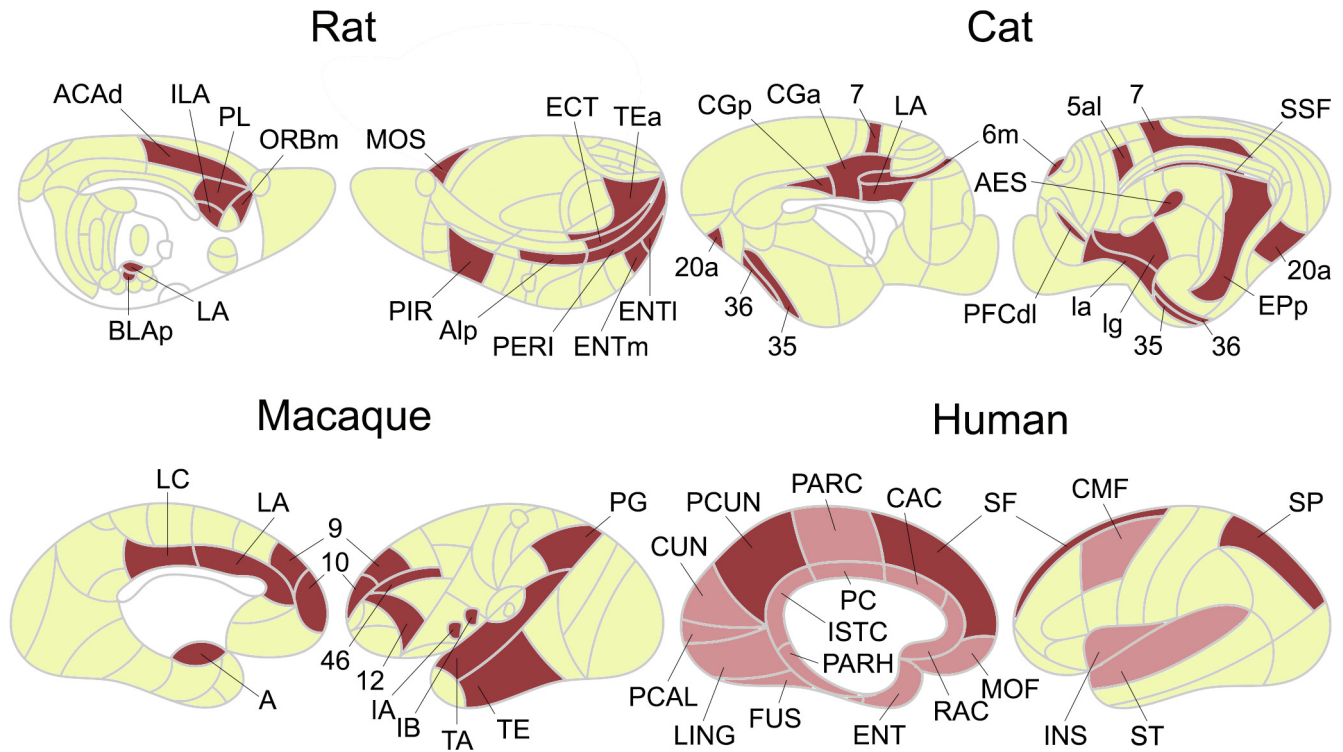 Rat
Cat
ACAd
ILA
PL
ORBm
MOS
ECT
TEa
BLAp
LA
PIR
AIp
PERI
ENTm
ENTl
CGp
CGa
7
LA
6m
5al
7
SSF
AES
20a
36
35
PFCdl
Ia
Ig
35
36
EPp
20a
Macaque
Human
LC
LA
9
10
PG
46
12
IA
IB
TA
TE
A
CUN
PCUN
PARC
CAC
SF
CMF
SP
PC
ISTC
PARH
PCAL
LING
FUS
ENT
RAC
MOF
INS
ST